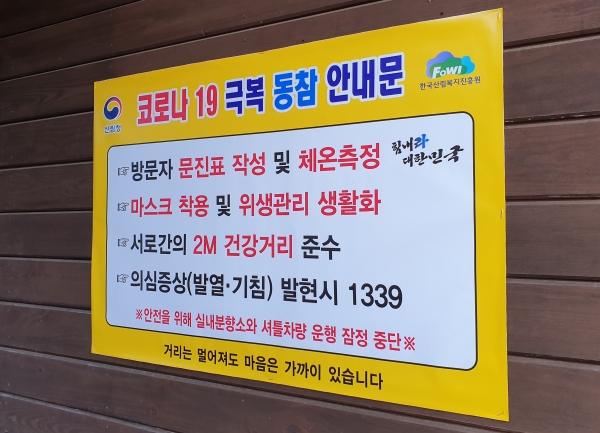 산림청
코로나 19 극복 동참 안내문
FoWI
한국산림복지진흥원
☞방문자 문진표 작성 및 체온측정
힘내라
대한민국
☞마스크 착용 및 위생관리 생활화
☞서로간의 2M 건강거리 준수
☞의심증상(발열·기침) 발현시 1339
※안전을 위해 실내분향소와 셔틀차량 운행 잠정 중단※
거리는 멀어져도 마음은 가까이 있습니다